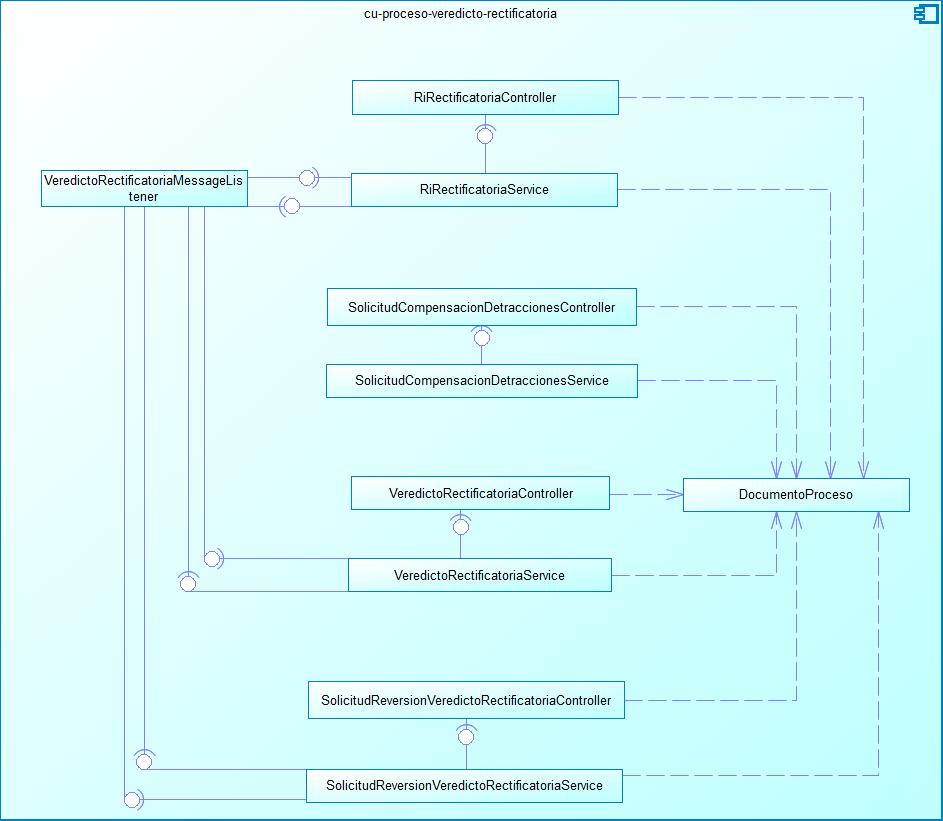 cu-proceso-veredicto-rectificatoria
RiRectificatoriaController
VeredictoRectificatoriaMessageLis
tener
RiRectificatoriaService
SolicitudCompensacionDetraccionesController
SolicitudCompensacionDetraccionesService
VeredictoRectificatoriaController
DocumentoProceso
VeredictoRectificatoriaService
SolicitudReversionVeredictoRectificatoriaController
SolicitudReversionVeredictoRectificatoriaService